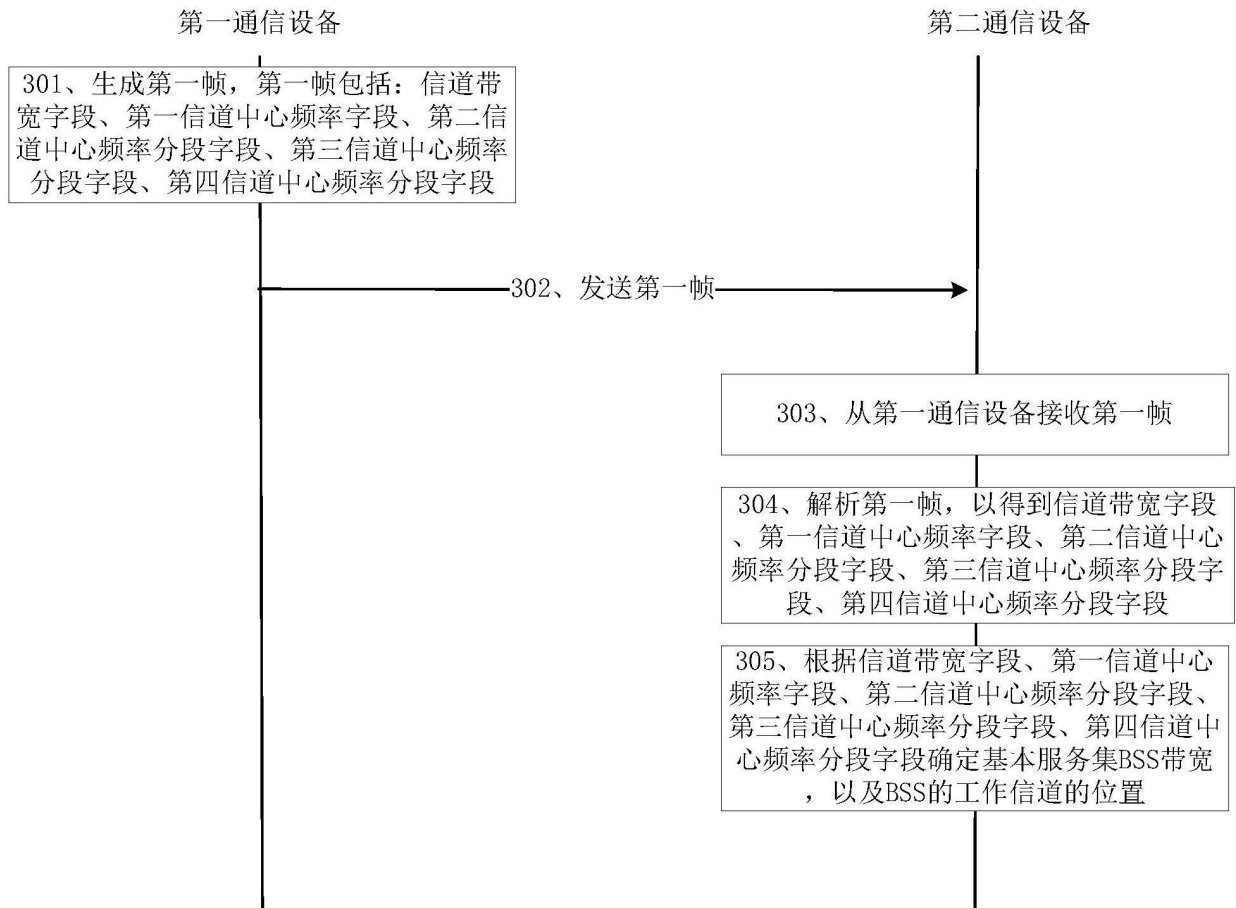 第一通信设备
第二通信设备
301、生成第一帧，第一帧包括：信道带
宽字段、第一信道中心频率字段、第二信
道中心频率分段字段、第三信道中心频率
分段字段、第四信道中心频率分段字段
302、发送第一帧
303、从第一通信设备接收第一帧
304、解析第一帧，以得到信道带宽字段
、第一信道中心频率字段、第二信道中心
频率分段字段、第三信道中心频率分段字
段、第四信道中心频率分段字段
305、根据信道带宽字段、第一信道中心
频率字段、第二信道中心频率分段字段、
第三信道中心频率分段字段、第四信道中
心频率分段字段确定基本服务集BSS带宽
，以及BSS的工作信道的位置